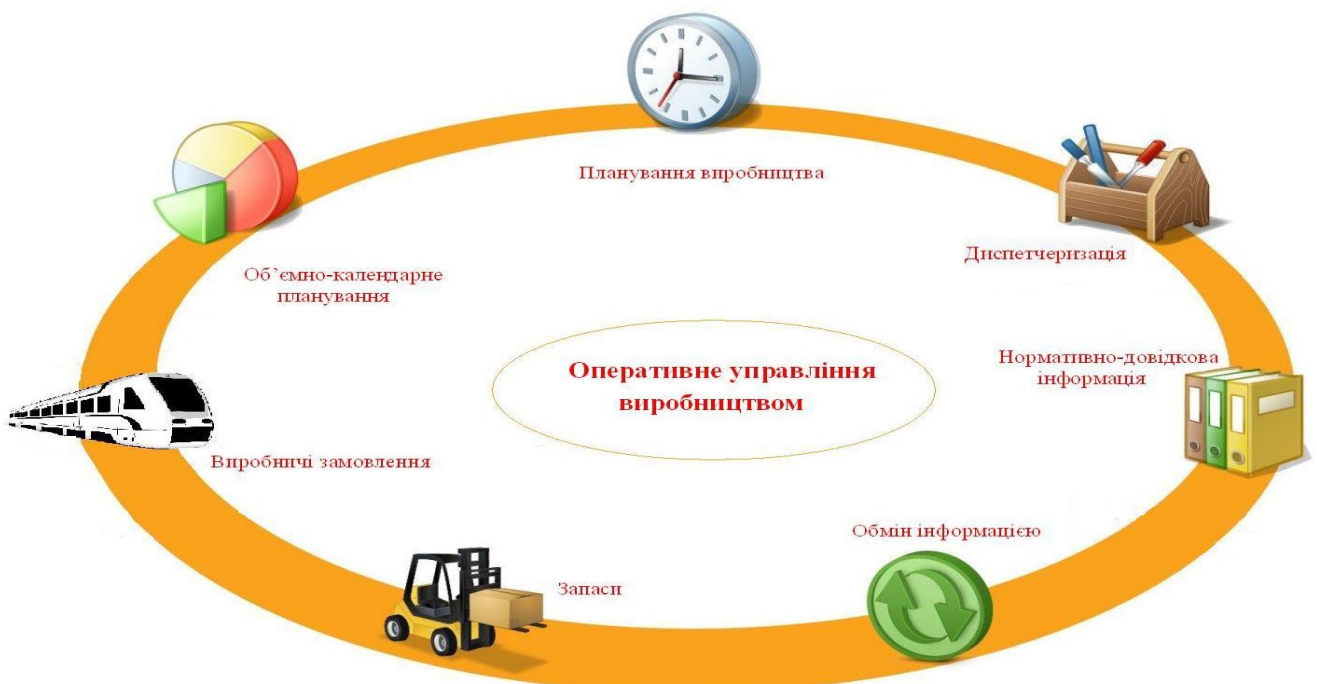 Планування виробництва
Диспетчеризація
Об’ємно-календарне
планування
Нормативно-довідкова
інформація
Оперативне управління
виробництвом
Виробничі замовлення
Обмін інформацією
Запаси